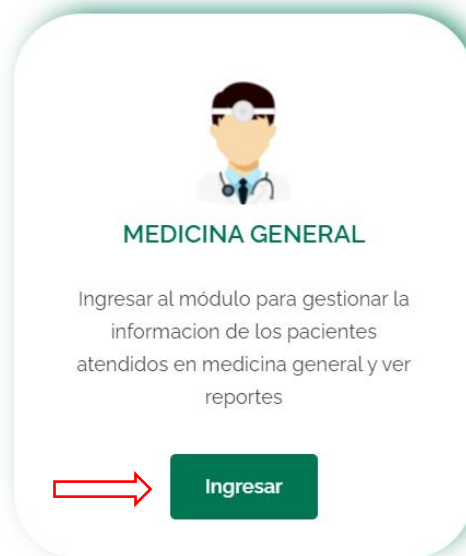 MEDICINA GENERAL
Ingresar al módulo para gestionar la
informacion de los pacientes
atendidos en medicina general y ver
reportes
Ingresar